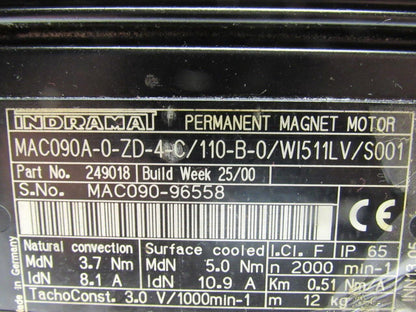 INDRAMAT PERMANENT MAGNET MOTOR
MAC090A-0-ZD-4-C/110-B-0/WI511LV/S001
Part No. 249018 Build Week 25/00
S.No. MAC090-96558
CE
Natural convection Surface cooled I.Cl. F IP 65
MdN 3.7 Nm MdN 5.0 Nm n 2000 min-1
IdN 8.1 A IdN 10.9 A Km 0.51 Nm/A
TachoConst. 3.0 V/1000min-1 m 12 kg
Made in Germany